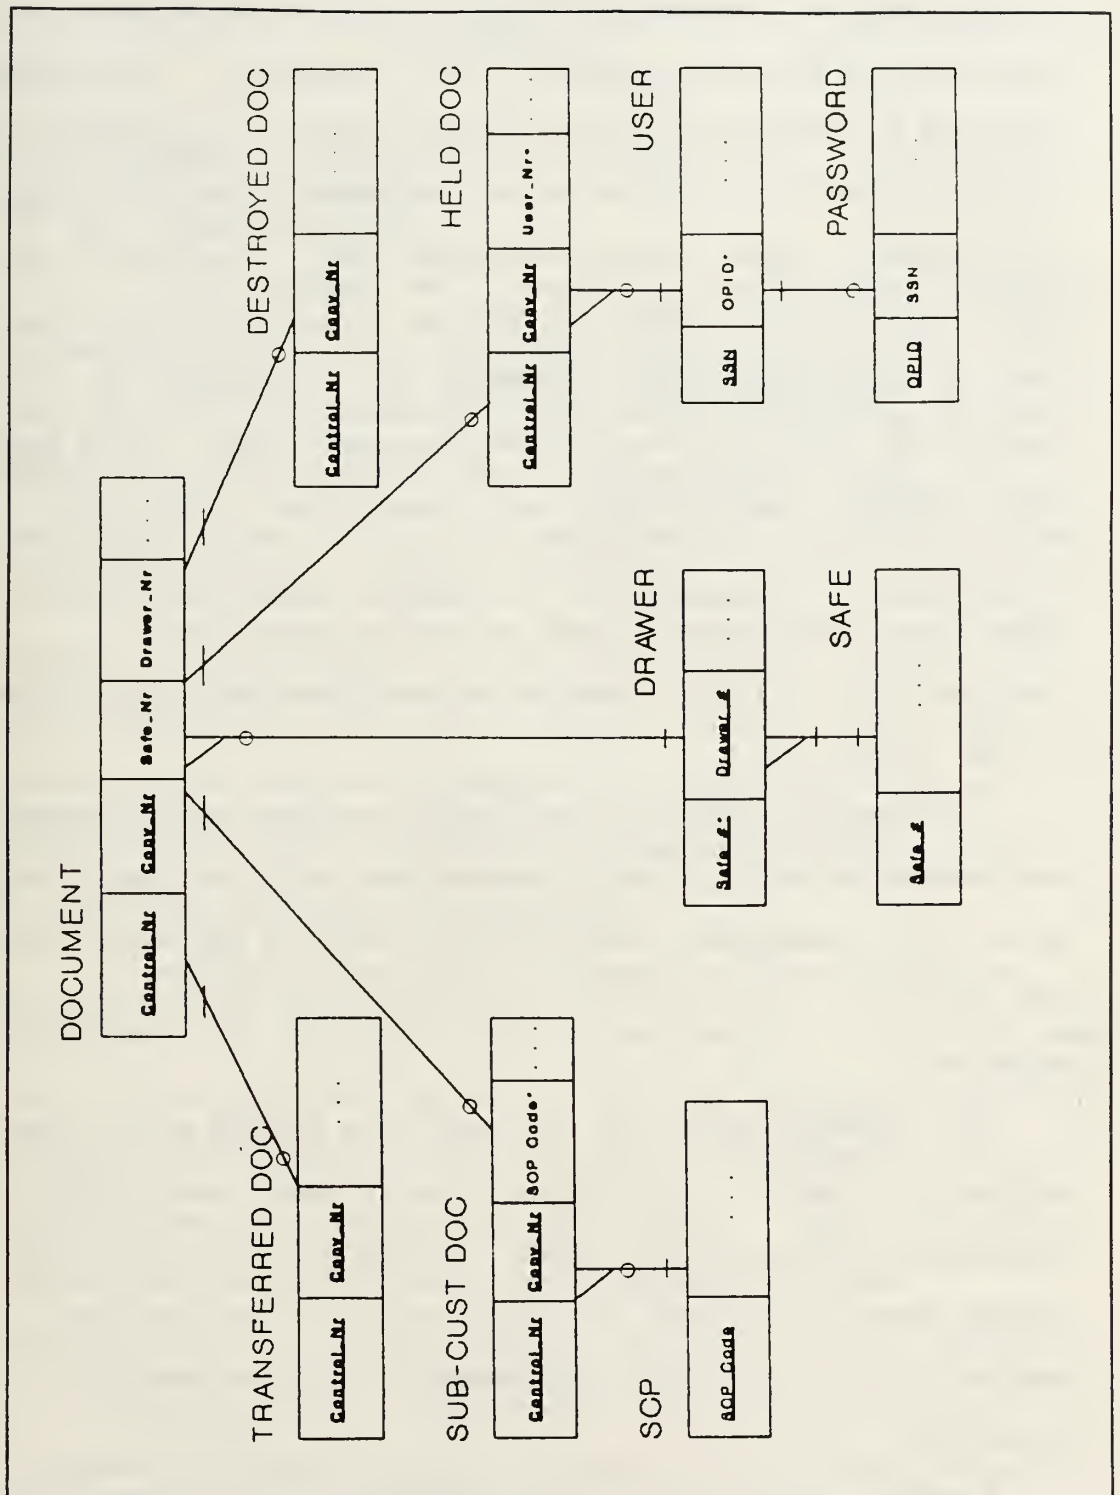 DOCUMENT
Control_Nr Copy_Nr Safe_Nr Drawer_Nr ...
TRANSFERRED DOC
Control_Nr Copy_Nr ...
DESTROYED DOC
Control_Nr Copy_Nr ...
SUB-CUST DOC
Control_Nr Copy_Nr SCP Code* ...
HELD DOC
Control_Nr Copy_Nr User_Nr* ...
SCP
SCP Code ...
DRAWER
Safe #* Drawer # ...
USER
SSN OPID* ...
SAFE
Safe # ...
PASSWORD
OPID SSN ...